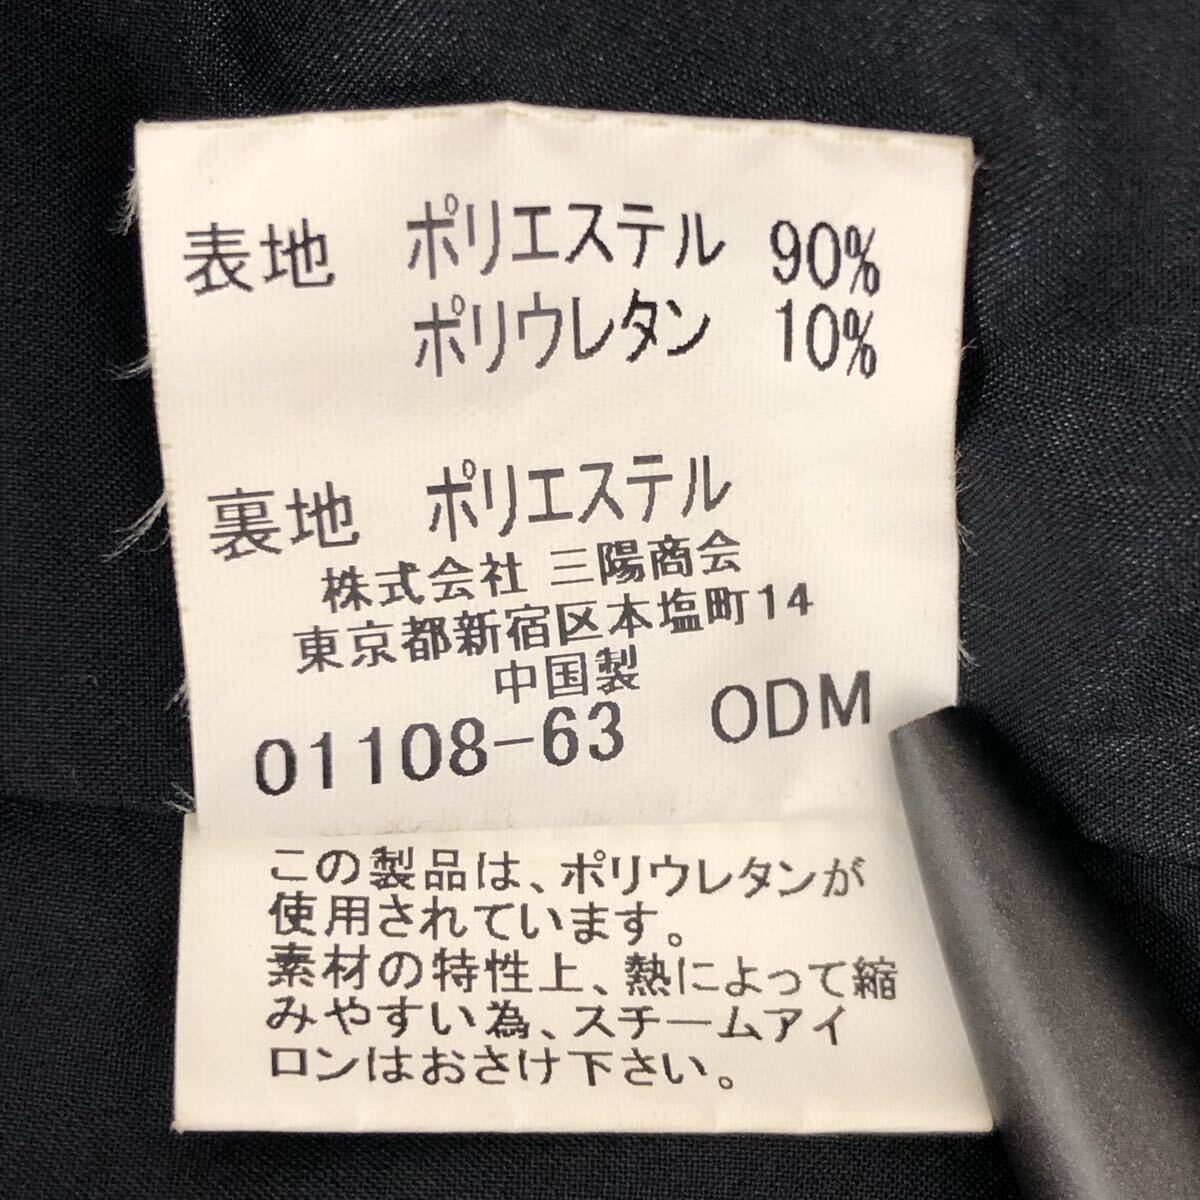 表地 ポリエステル 90%
ポリウレタン 10%
裏地 ポリエステル
株式会社 三陽商会
東京都新宿区本塩町14
中国製
01108-63 ODM
この製品は、ポリウレタンが
使用されています。
素材の特性上、熱によって縮
みやすい為、スチームアイ
ロンはおさけ下さい。